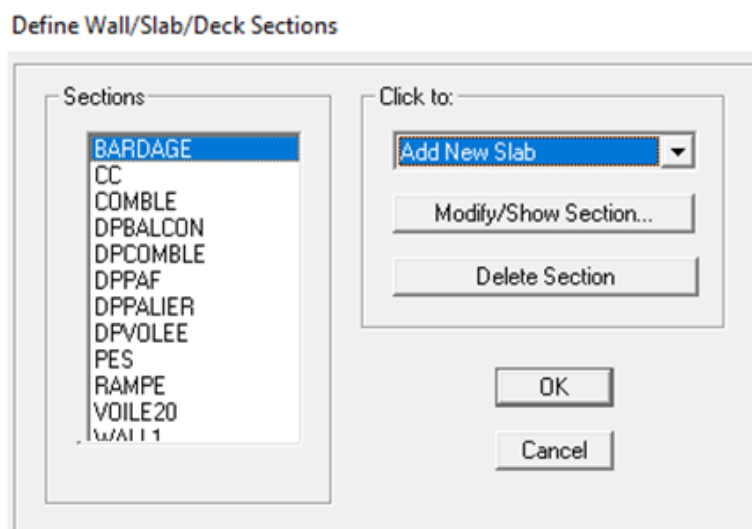 Define Wall/Slab/Deck Sections
Sections
BARDAGE
CC
COMBLE
DPBALCON
DPCOMBLE
DPPAF
DPPALIER
DPVOLEE
PES
RAMPE
VOILE20
WALL1
Click to:
Add New Slab
Modify/Show Section...
Delete Section
OK
Cancel